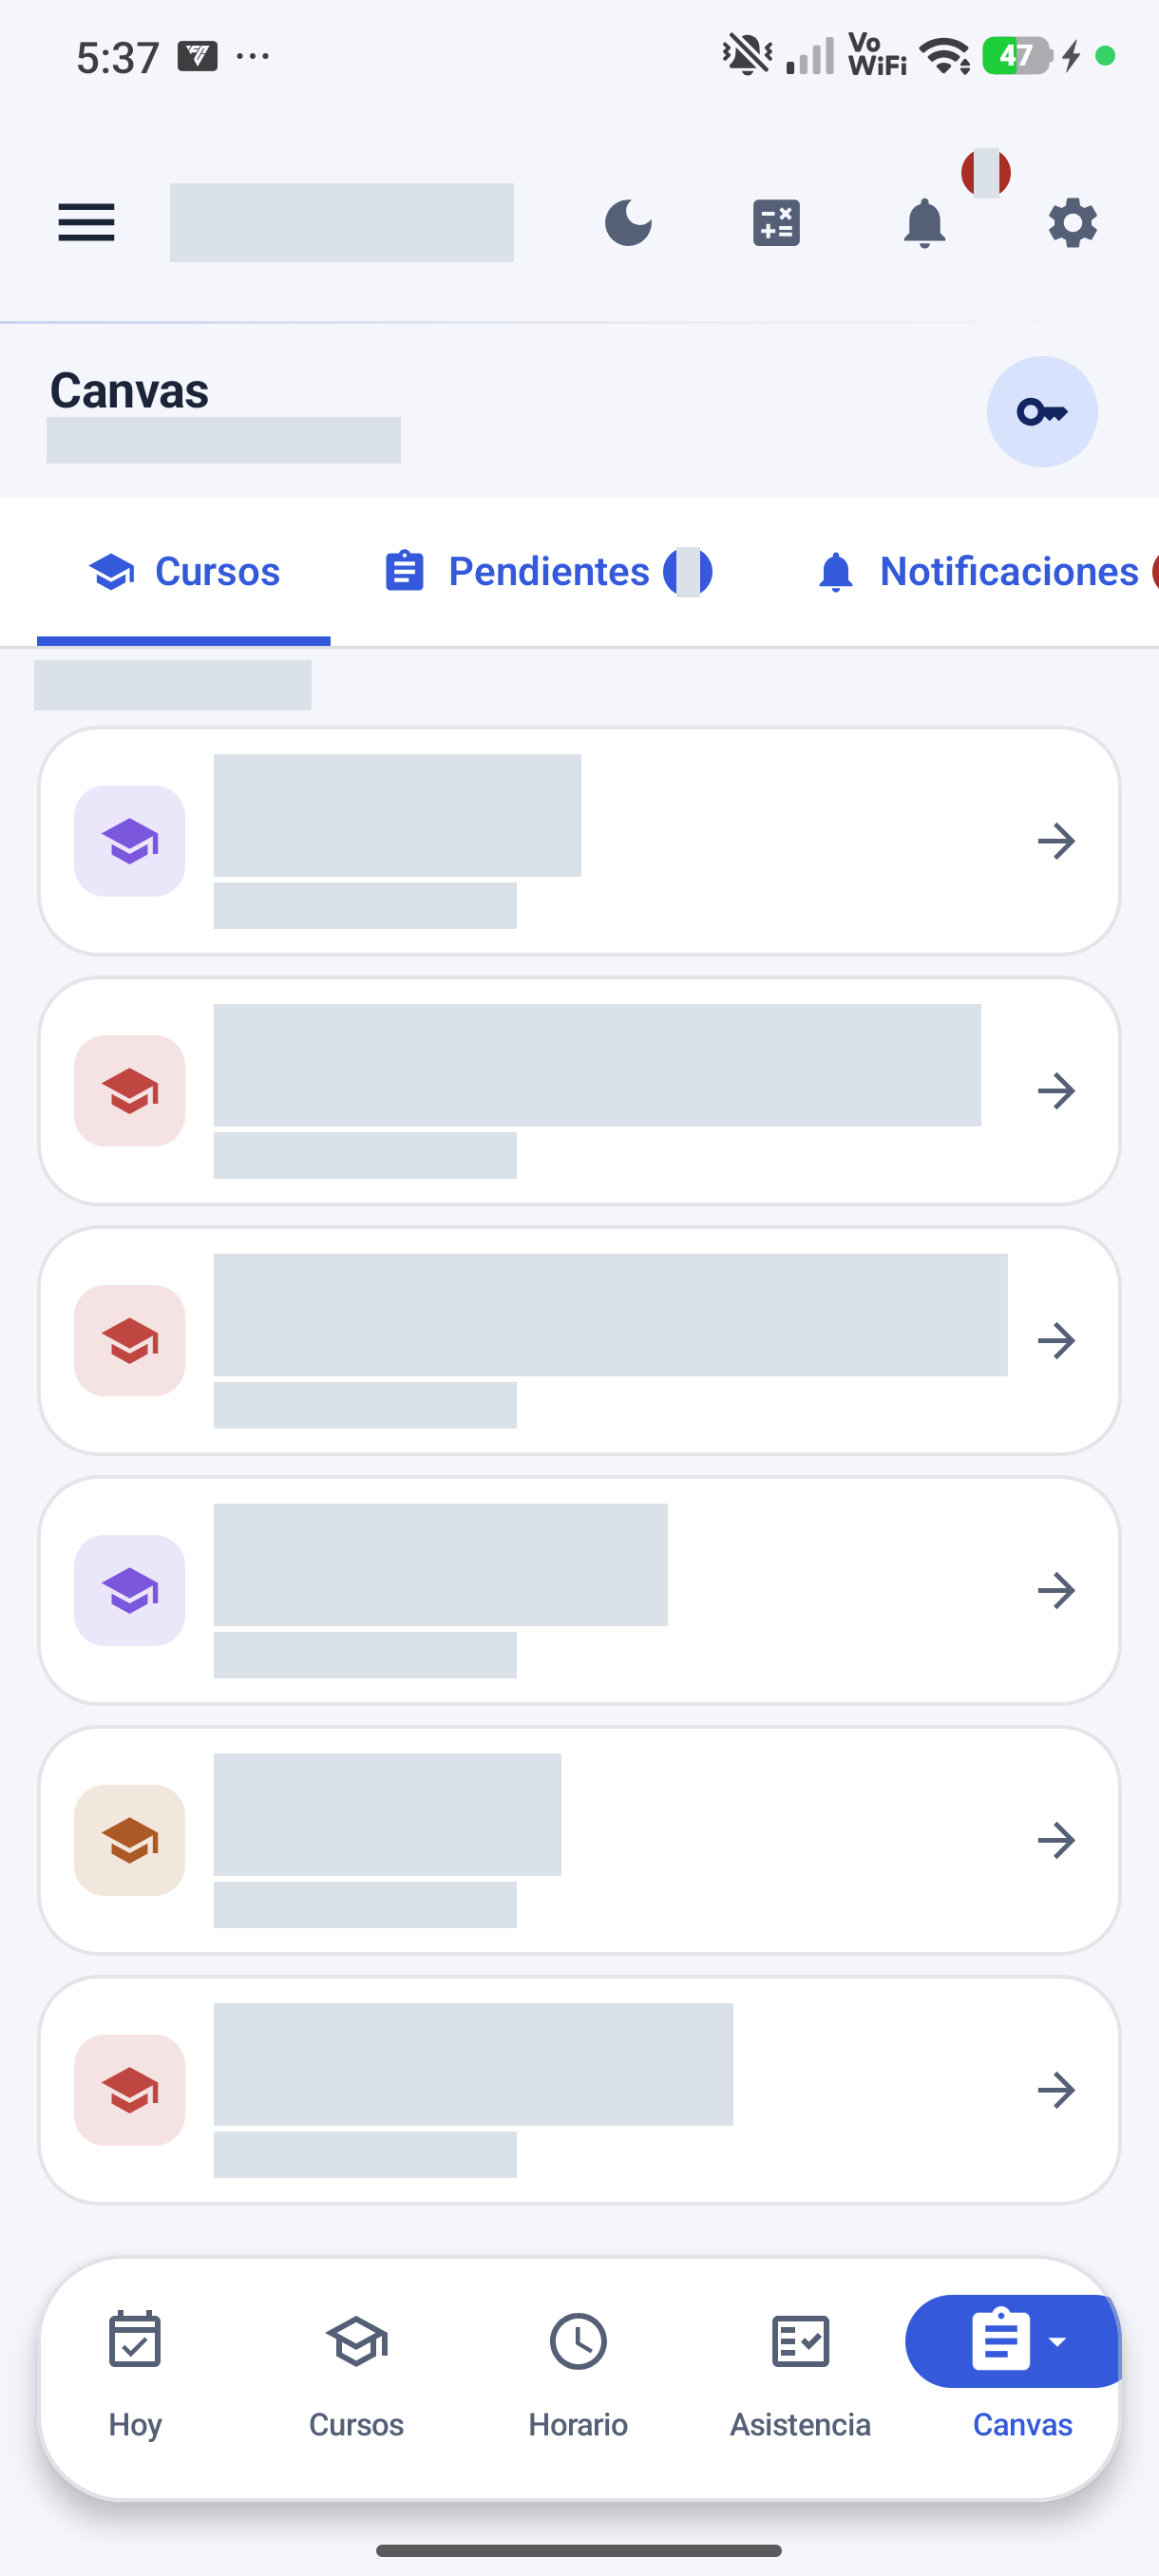 5:37
Vo
WiFi
47
Canvas
Cursos
Pendientes
Notificaciones
Hoy
Cursos
Horario
Asistencia
Canvas